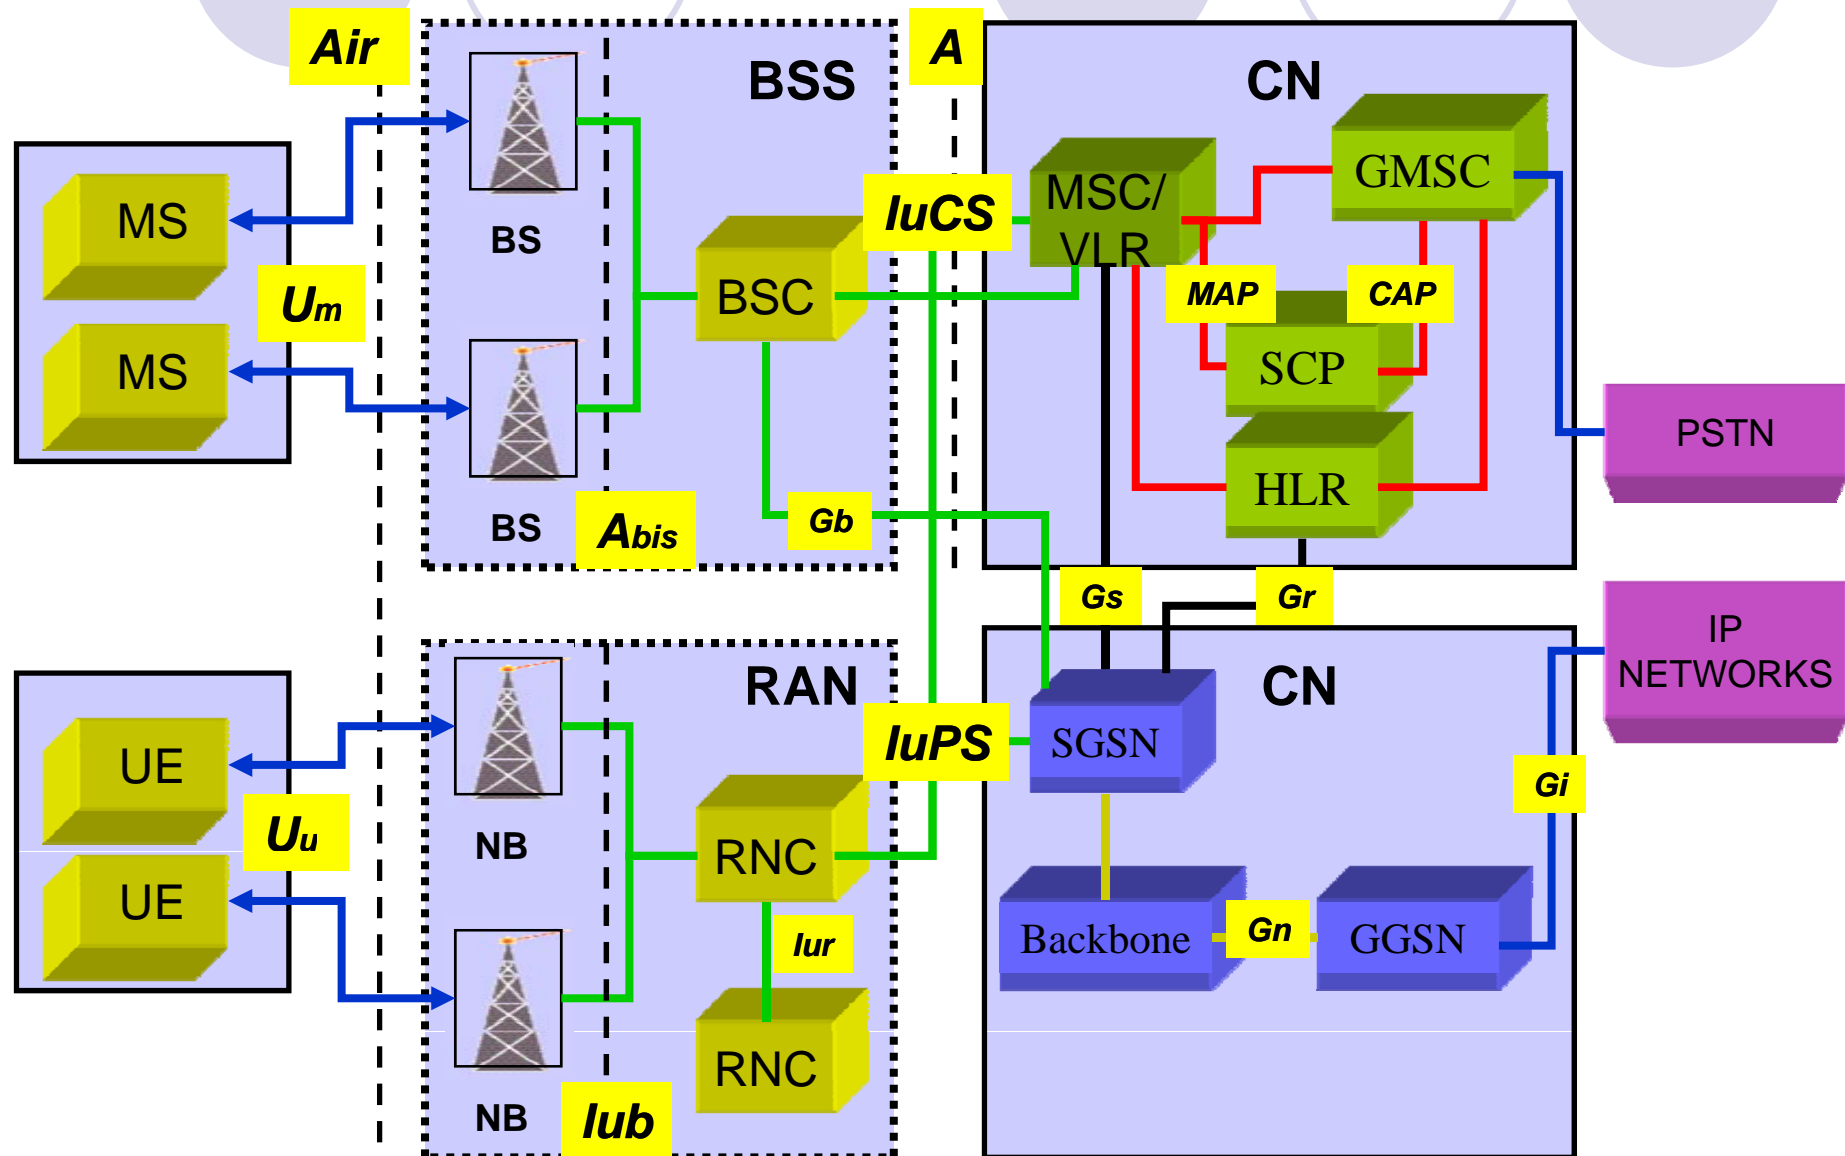 Air
BSS
A
CN
MS
Um
MS
BS
BS
Abis
BSC
Gb
IuCS
MSC/
VLR
GMSC
MAP
CAP
SCP
HLR
PSTN
Gs
Gr
IP
NETWORKS
RAN
CN
UE
Uu
UE
NB
NB
Iub
RNC
Iur
RNC
IuPS
SGSN
Gi
Backbone
Gn
GGSN